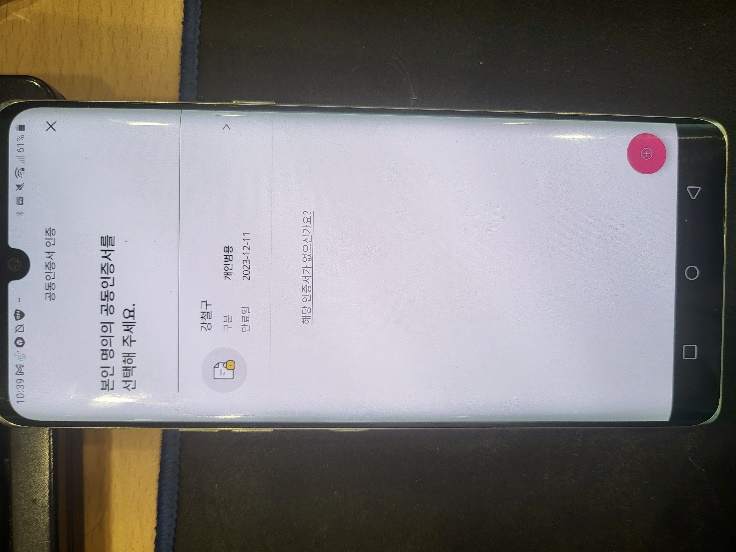 10:39
61%
공동인증서 인증
본인 명의의 공동인증서를
선택해 주세요.
강철구
구분 개인범용
만료일 2023-12-11
해당 인증서가 없으신가요?